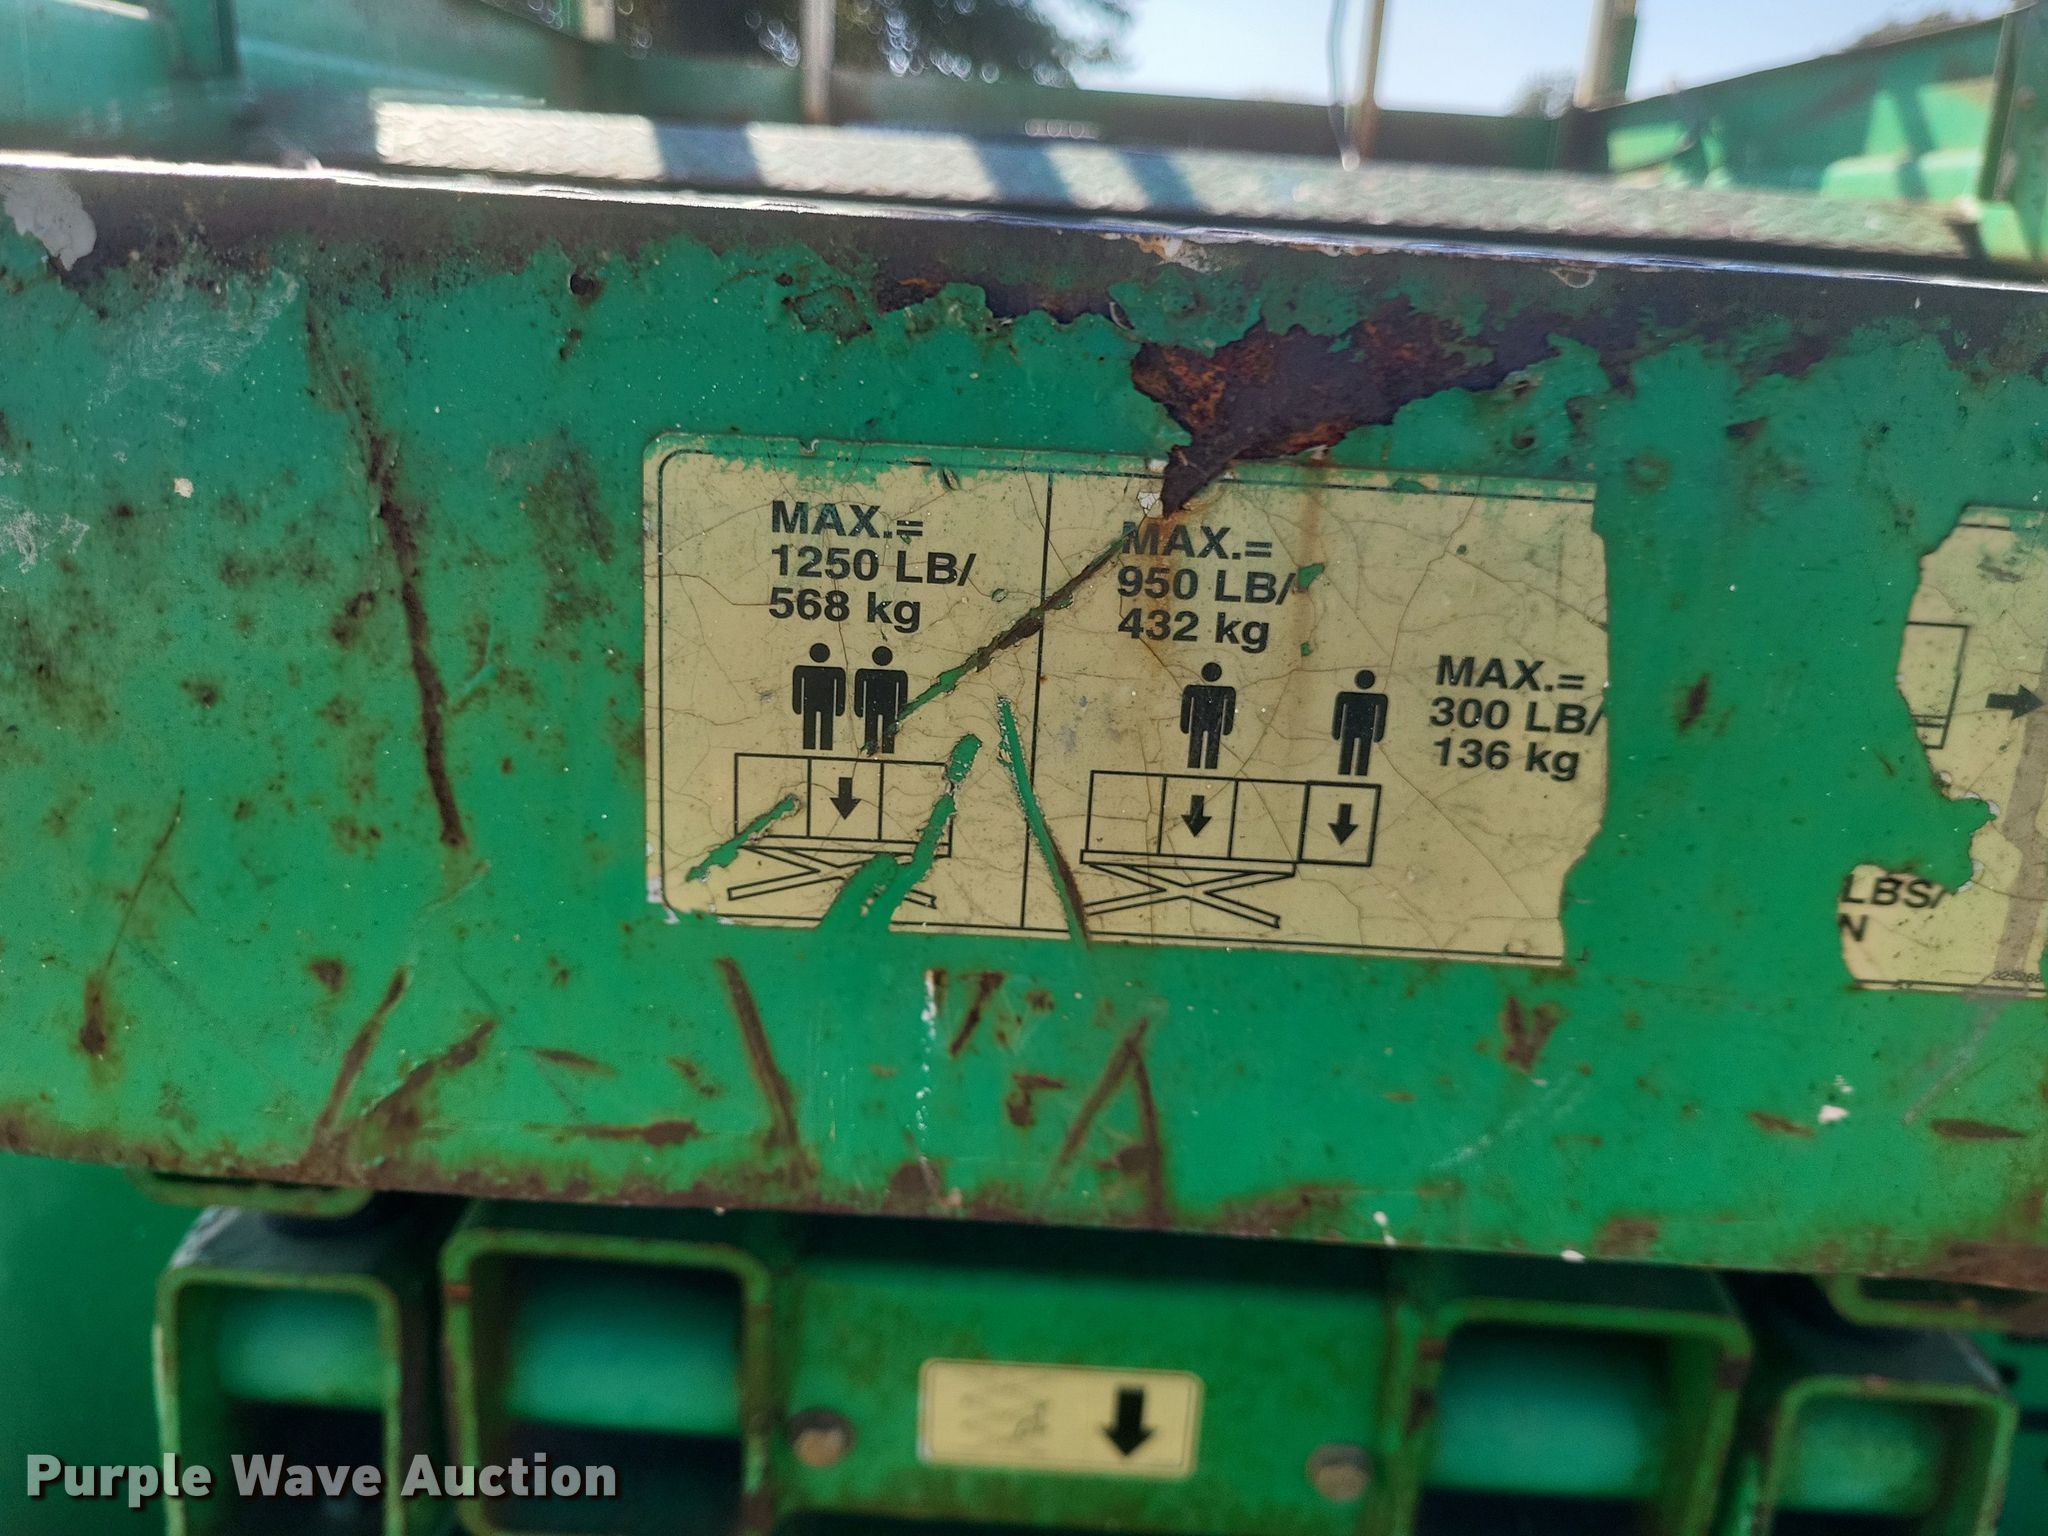 MAX.=
1250 LB/
568 kg
MAX.=
950 LB/
432 kg
MAX.=
300 LB/
136 kg
LBS/
N
Purple Wave Auction